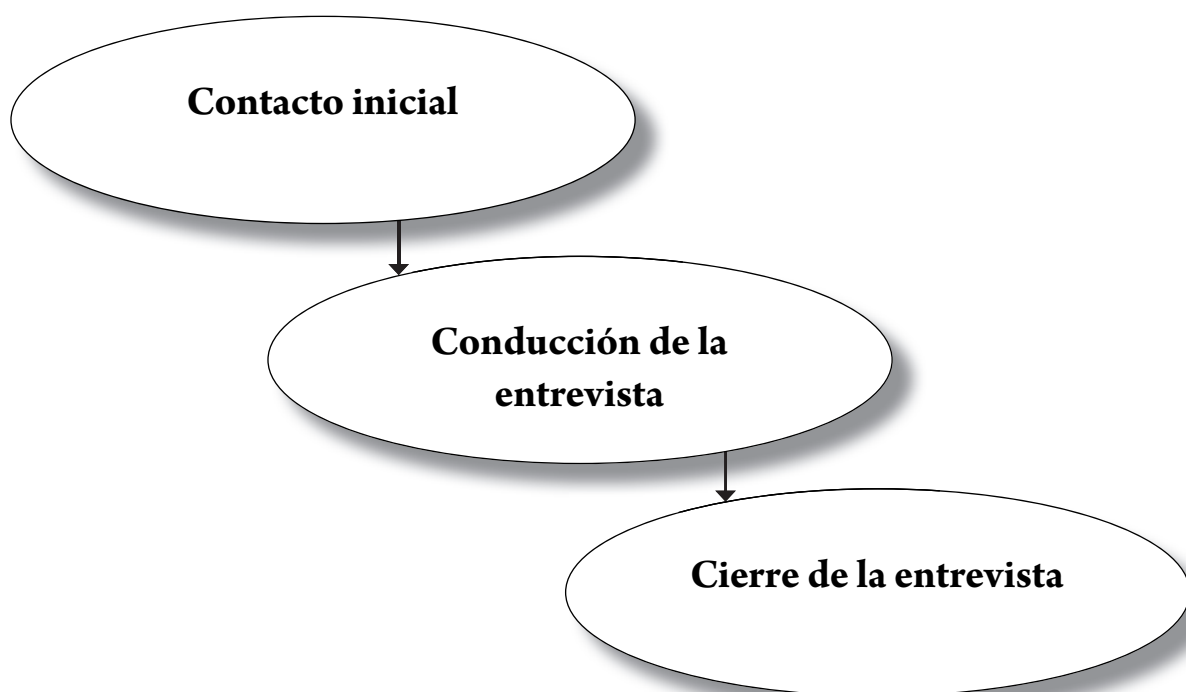 Contacto inicial
Conducción de la
entrevista
Cierre de la entrevista